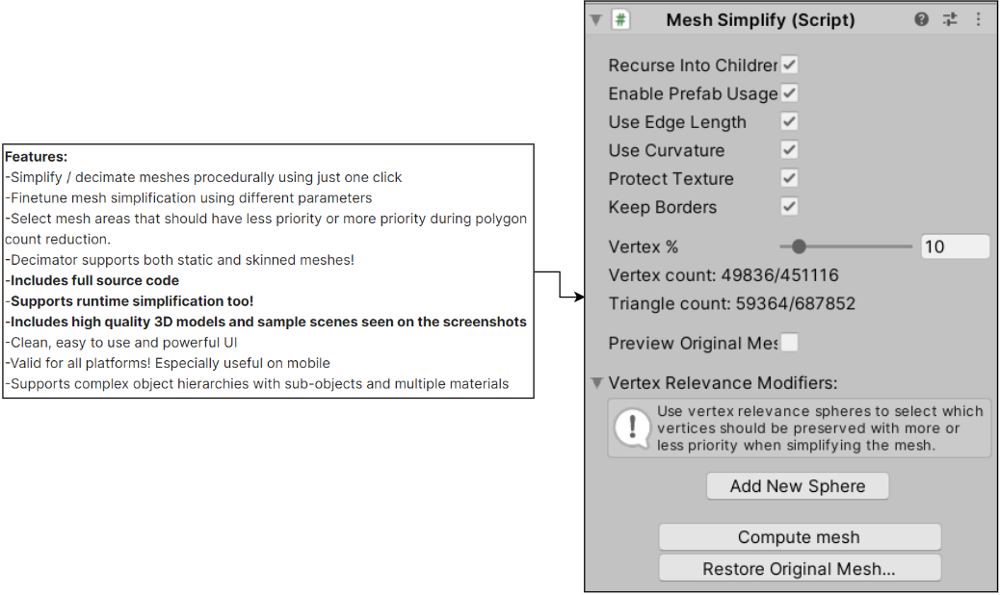 Features:
-Simplify / decimate meshes procedurally using just one click
-Finetune mesh simplification using different parameters
-Select mesh areas that should have less priority or more priority during polygon
count reduction.
-Decimator supports both static and skinned meshes!
-Includes full source code
-Supports runtime simplification too!
-Includes high quality 3D models and sample scenes seen on the screenshots
-Clean, easy to use and powerful UI
-Valid for all platforms! Especially useful on mobile
-Supports complex object hierarchies with sub-objects and multiple materials
# Mesh Simplify (Script)
Recurse Into Childrer
Enable Prefab Usage
Use Edge Length
Use Curvature
Protect Texture
Keep Borders
Vertex % 10
Vertex count: 49836/451116
Triangle count: 59364/687852
Preview Original Mes
Vertex Relevance Modifiers:
Use vertex relevance spheres to select which
vertices should be preserved with more or
less priority when simplifying the mesh.
Add New Sphere
Compute mesh
Restore Original Mesh...